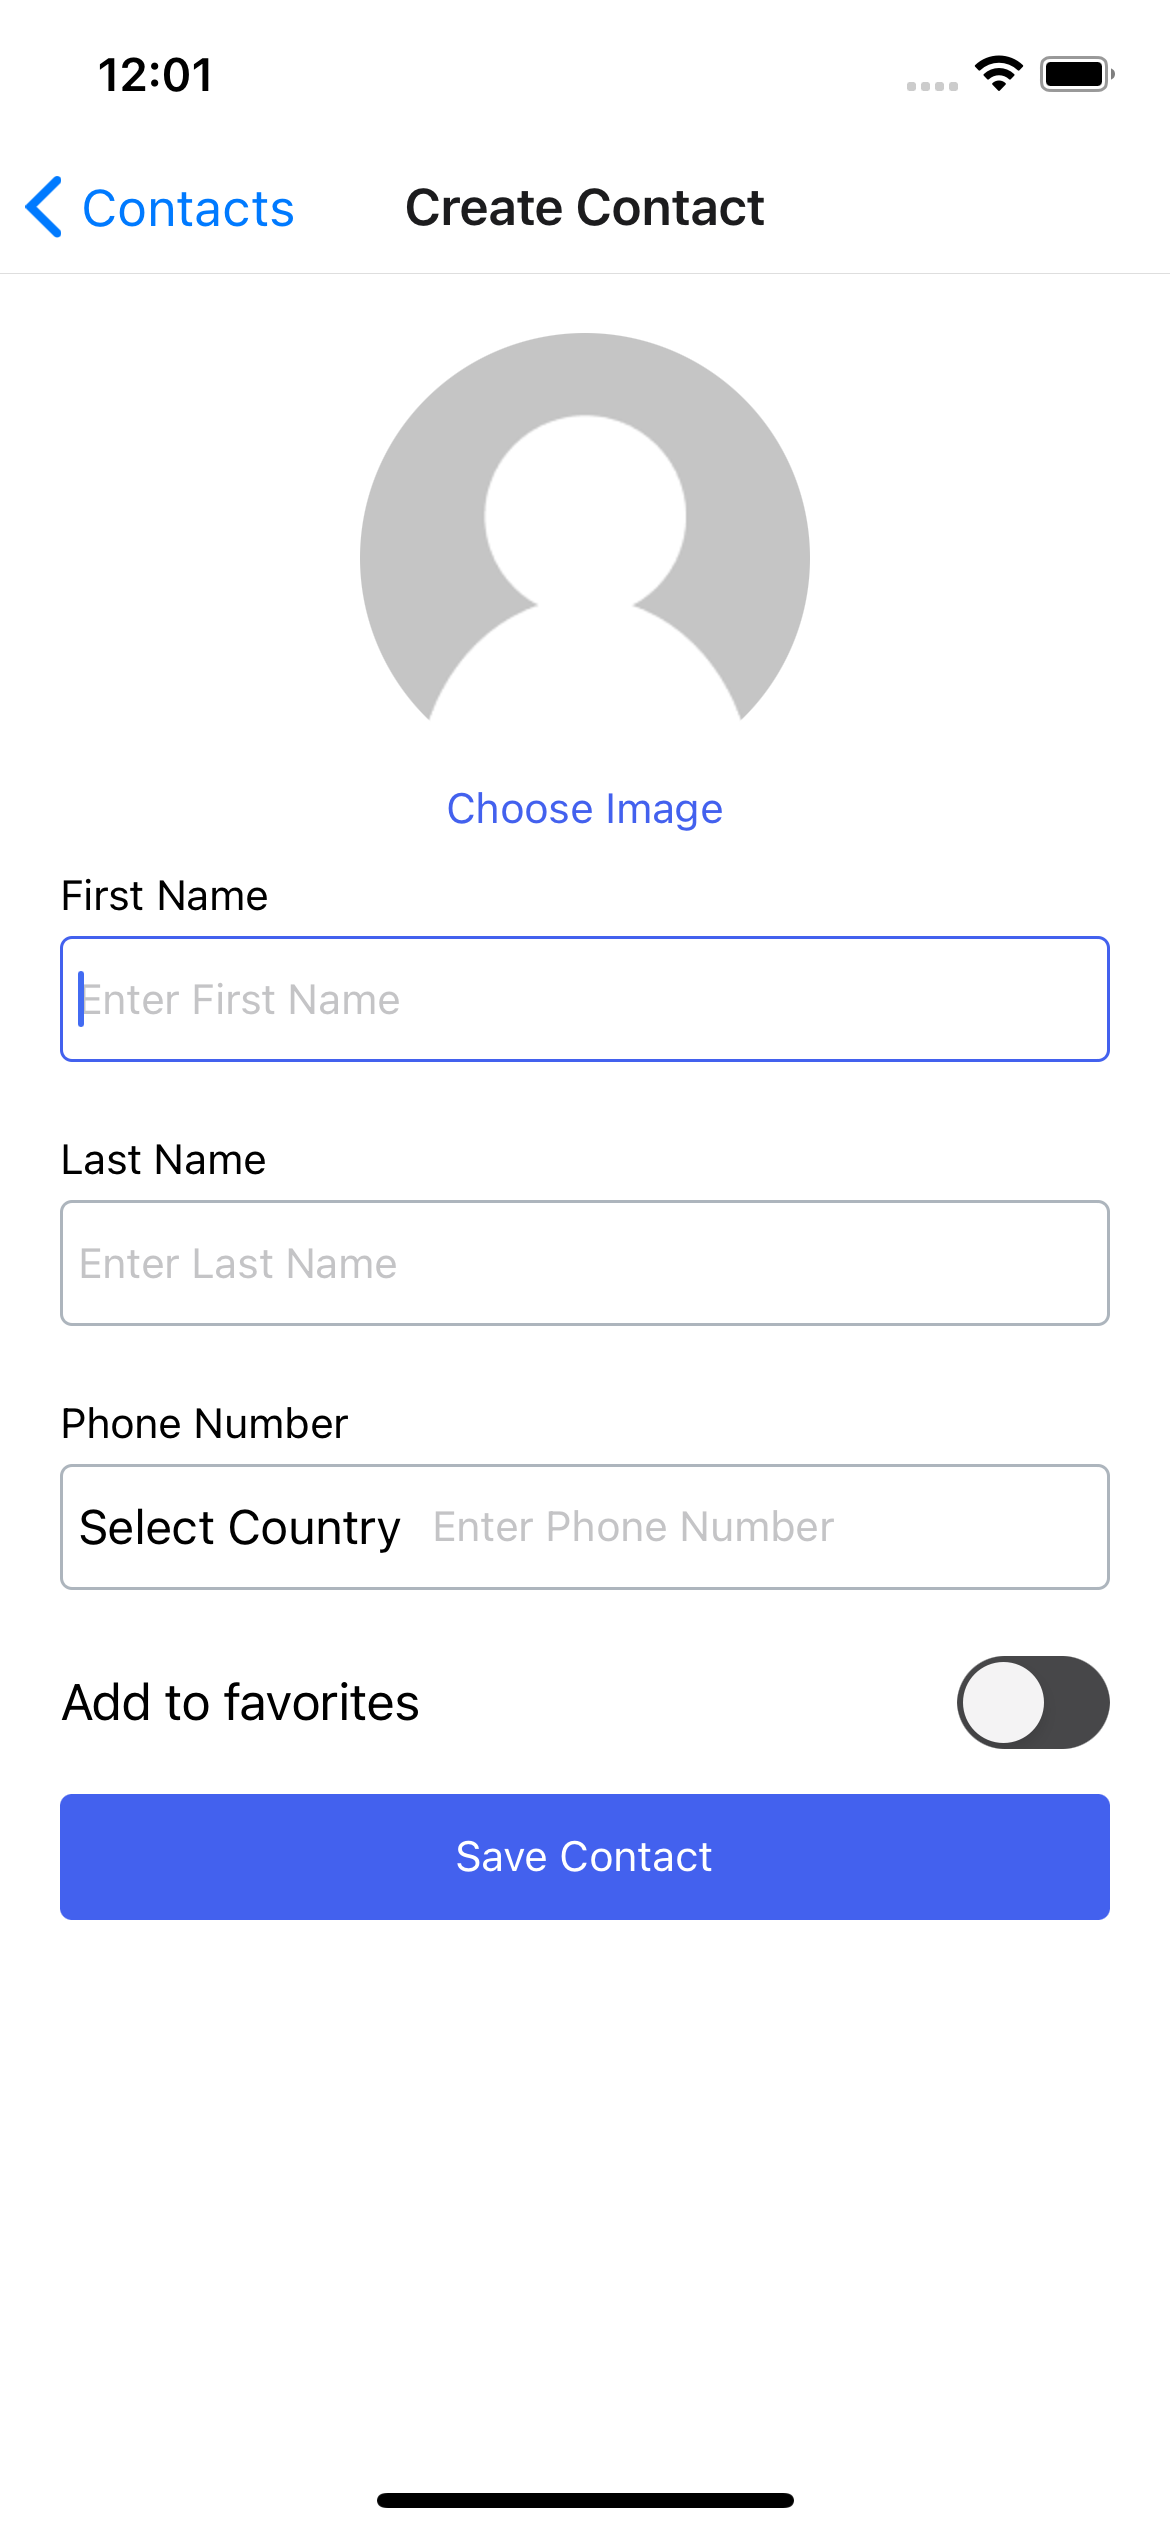 12:01
Contacts
Create Contact
Choose Image
First Name
Enter First Name
Last Name
Enter Last Name
Phone Number
Select Country Enter Phone Number
Add to favorites
Save Contact